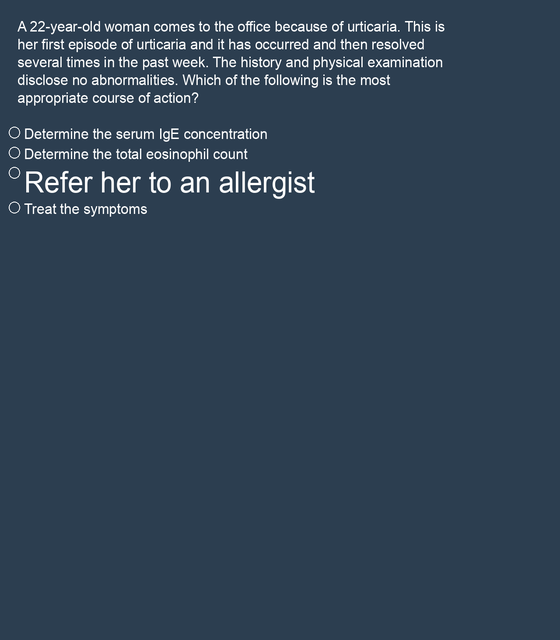 A 22-year-old woman comes to the office because of urticaria. This is
her first episode of urticaria and it has occurred and then resolved
several times in the past week. The history and physical examination
disclose no abnormalities. Which of the following is the most
appropriate course of action?
Determine the serum IgE concentration
Determine the total eosinophil count
Refer her to an allergist
Treat the symptoms